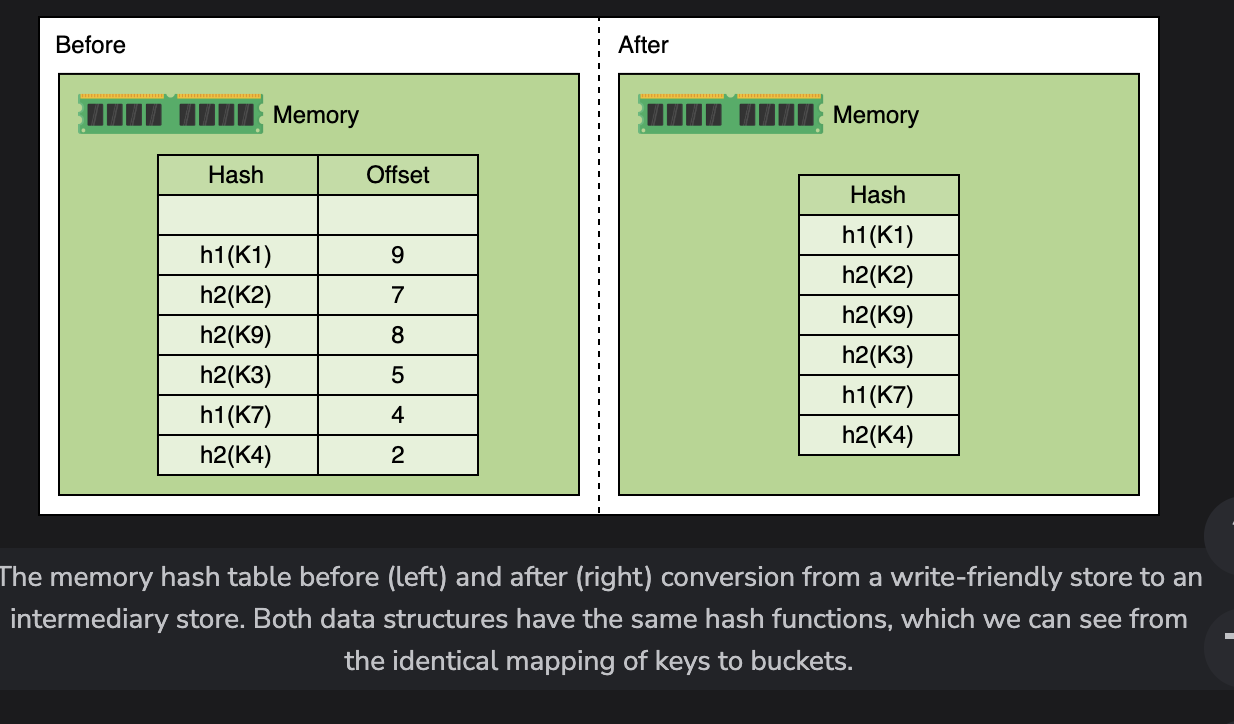 Before
After
Memory
Memory
Hash Offset
h1(K1) 9
h2(K2) 7
h2(K9) 8
h2(K3) 5
h1(K7) 4
h2(K4) 2
Hash
h1(K1)
h2(K2)
h2(K9)
h2(K3)
h1(K7)
h2(K4)
The memory hash table before (left) and after (right) conversion from a write-friendly store to an
intermediary store. Both data structures have the same hash functions, which we can see from
the identical mapping of keys to buckets.